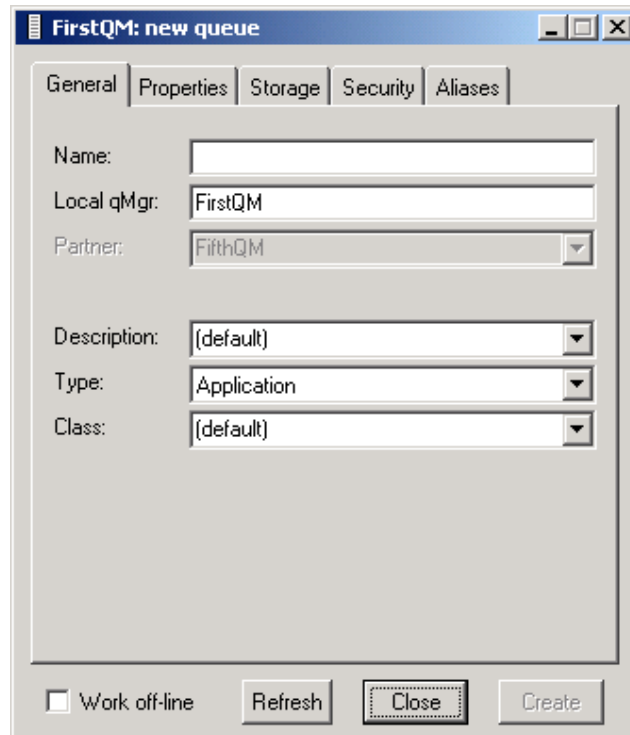 FirstQM: new queue
General Properties Storage Security Aliases
Name:
Local qMgr: FirstQM
Partner: FifthQM
Description: (default)
Type: Application
Class: (default)
Work off-line Refresh Close Create